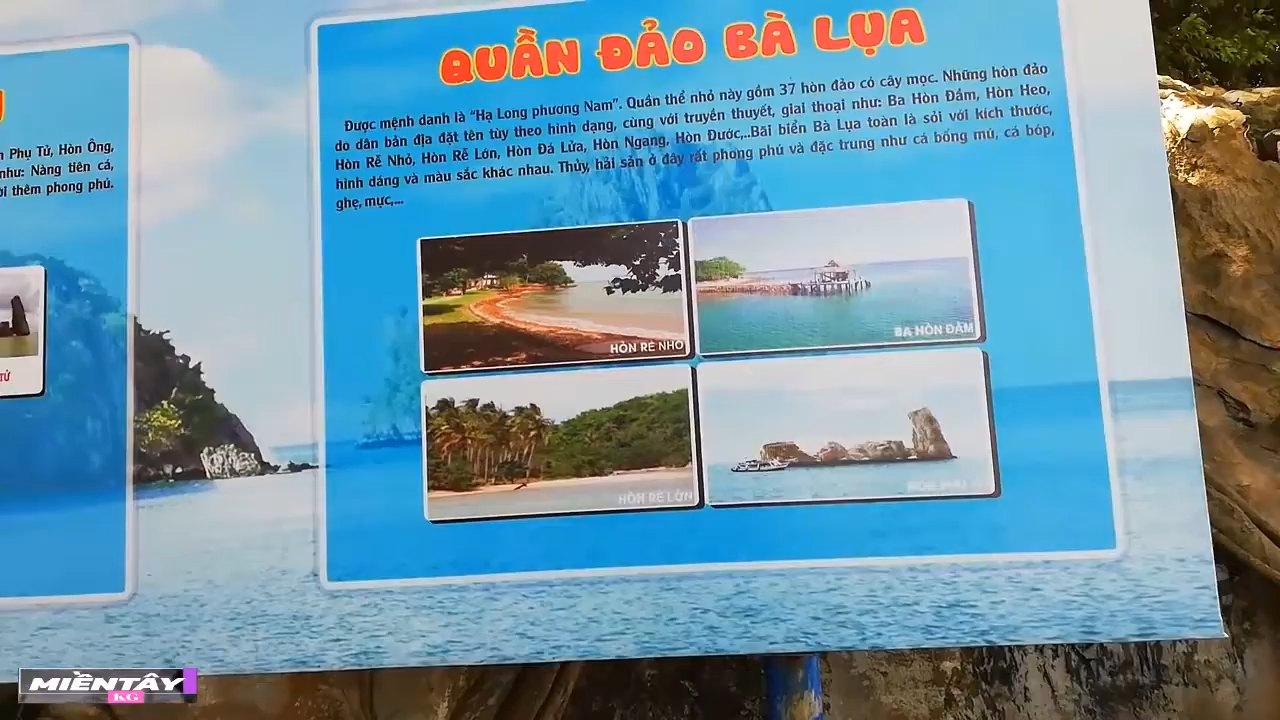 QUẦN ĐẢO BÀ LỤA
Được mệnh danh là "Hạ Long phương Nam". Quần thể nhỏ này gồm 37 hòn đảo có cây mọc. Những hòn đảo
do dân bản địa đặt tên tùy theo hình dạng, cùng với truyền thuyết, giai thoại như: Ba Hòn Đầm, Hòn Heo,
Hòn Rễ Nhỏ, Hòn Rễ Lớn, Hòn Đá Lửa, Hòn Ngang, Hòn Đước,...Bãi biển Bà Lụa toàn là sỏi với kích thước,
hình dáng và màu sắc khác nhau. Thủy, hải sản ở đây rất phong phú và đặc trưng như cá bống mú, cá bóp,
ghẹ, mực,...
Phụ Tử, Hòn Ông,
như: Nàng tiên cá,
thêm phong phú.
TỬ
HÒN RỄ NHỎ
BA HÒN ĐẦM
HÒN RỄ LỚN
MIỀN TÂY
KG